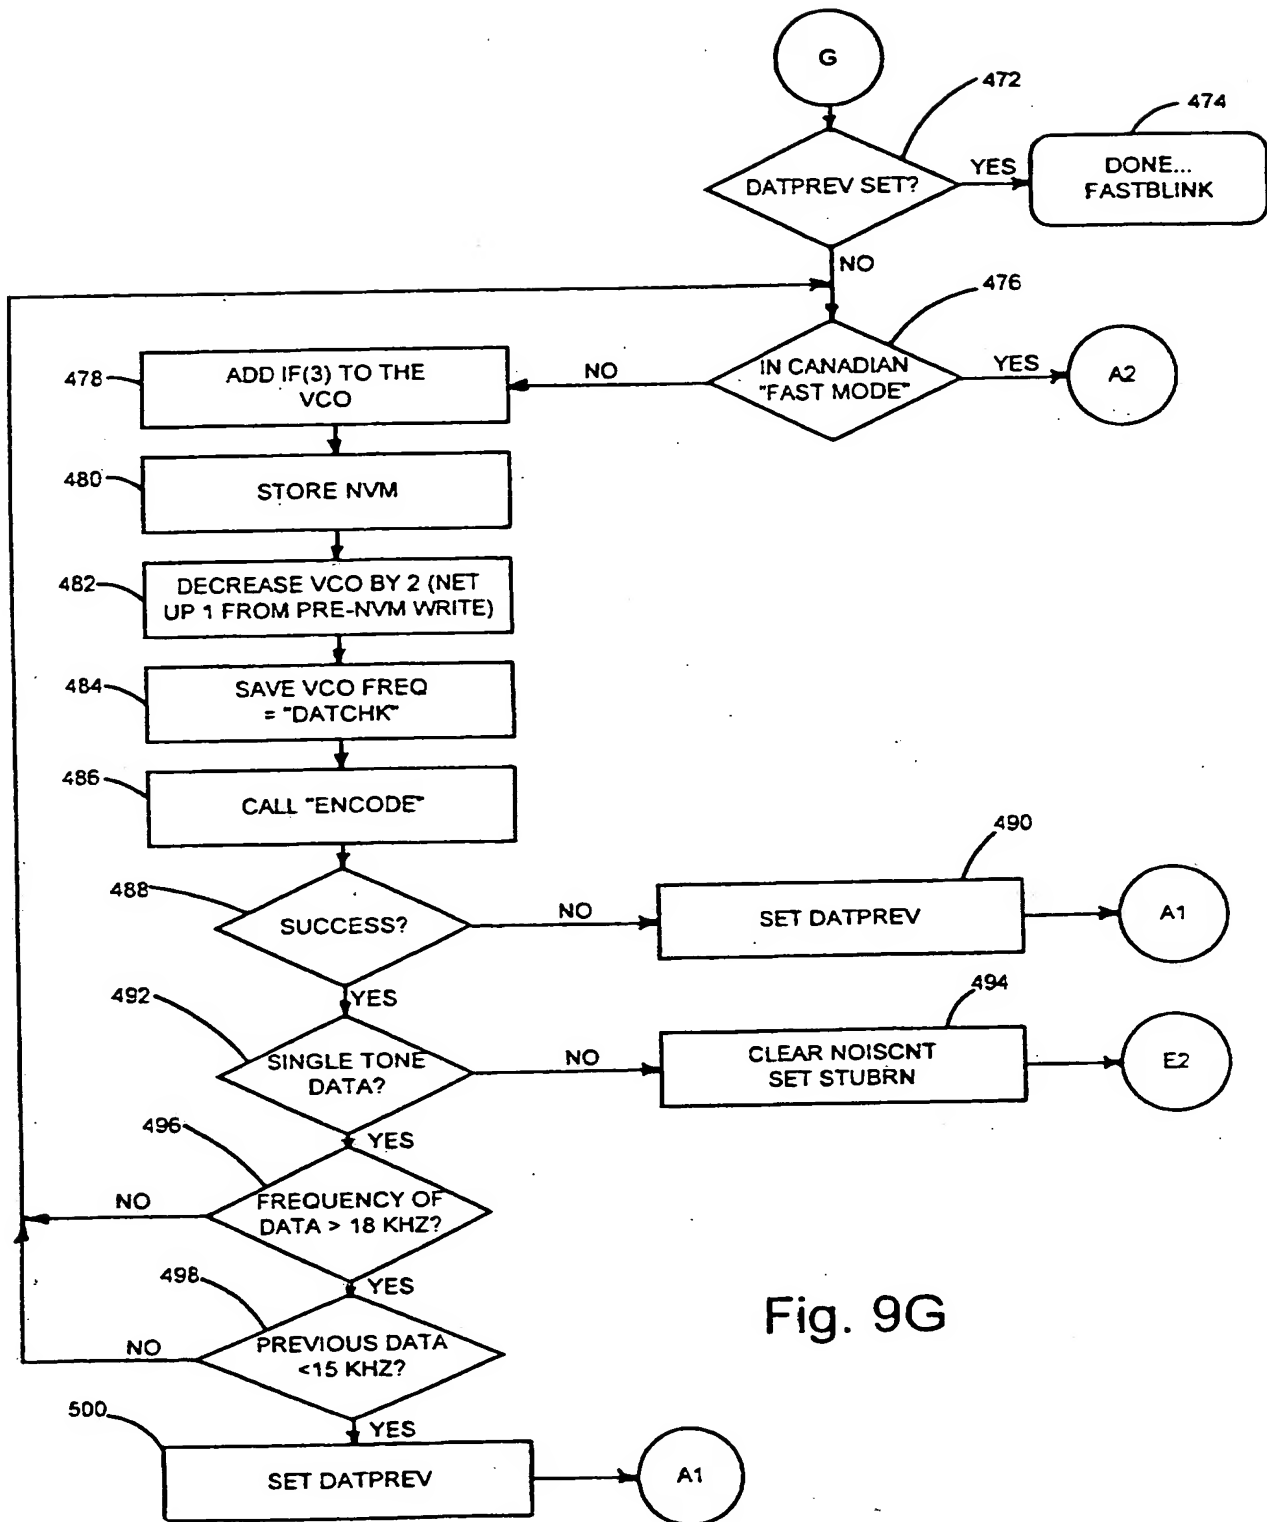 G
472
474
DATPREV SET?
YES
DONE...
FASTBLINK
NO
476
478
ADD IF(3) TO THE
VCO
NO
IN CANADIAN
"FAST MODE"
YES
A2
480
STORE NVM
482
DECREASE VCO BY 2 (NET
UP 1 FROM PRE-NVM WRITE)
484
SAVE VCO FREQ
= "DATCHK"
486
CALL "ENCODE"
488
SUCCESS?
NO
490
SET DATPREV
A1
YES
492
SINGLE TONE
DATA?
NO
494
CLEAR NOISCNT
SET STUBRN
E2
YES
496
NO
FREQUENCY OF
DATA > 18 KHZ?
YES
498
NO
PREVIOUS DATA
<15 KHZ?
Fig. 9G
YES
500
SET DATPREV
A1